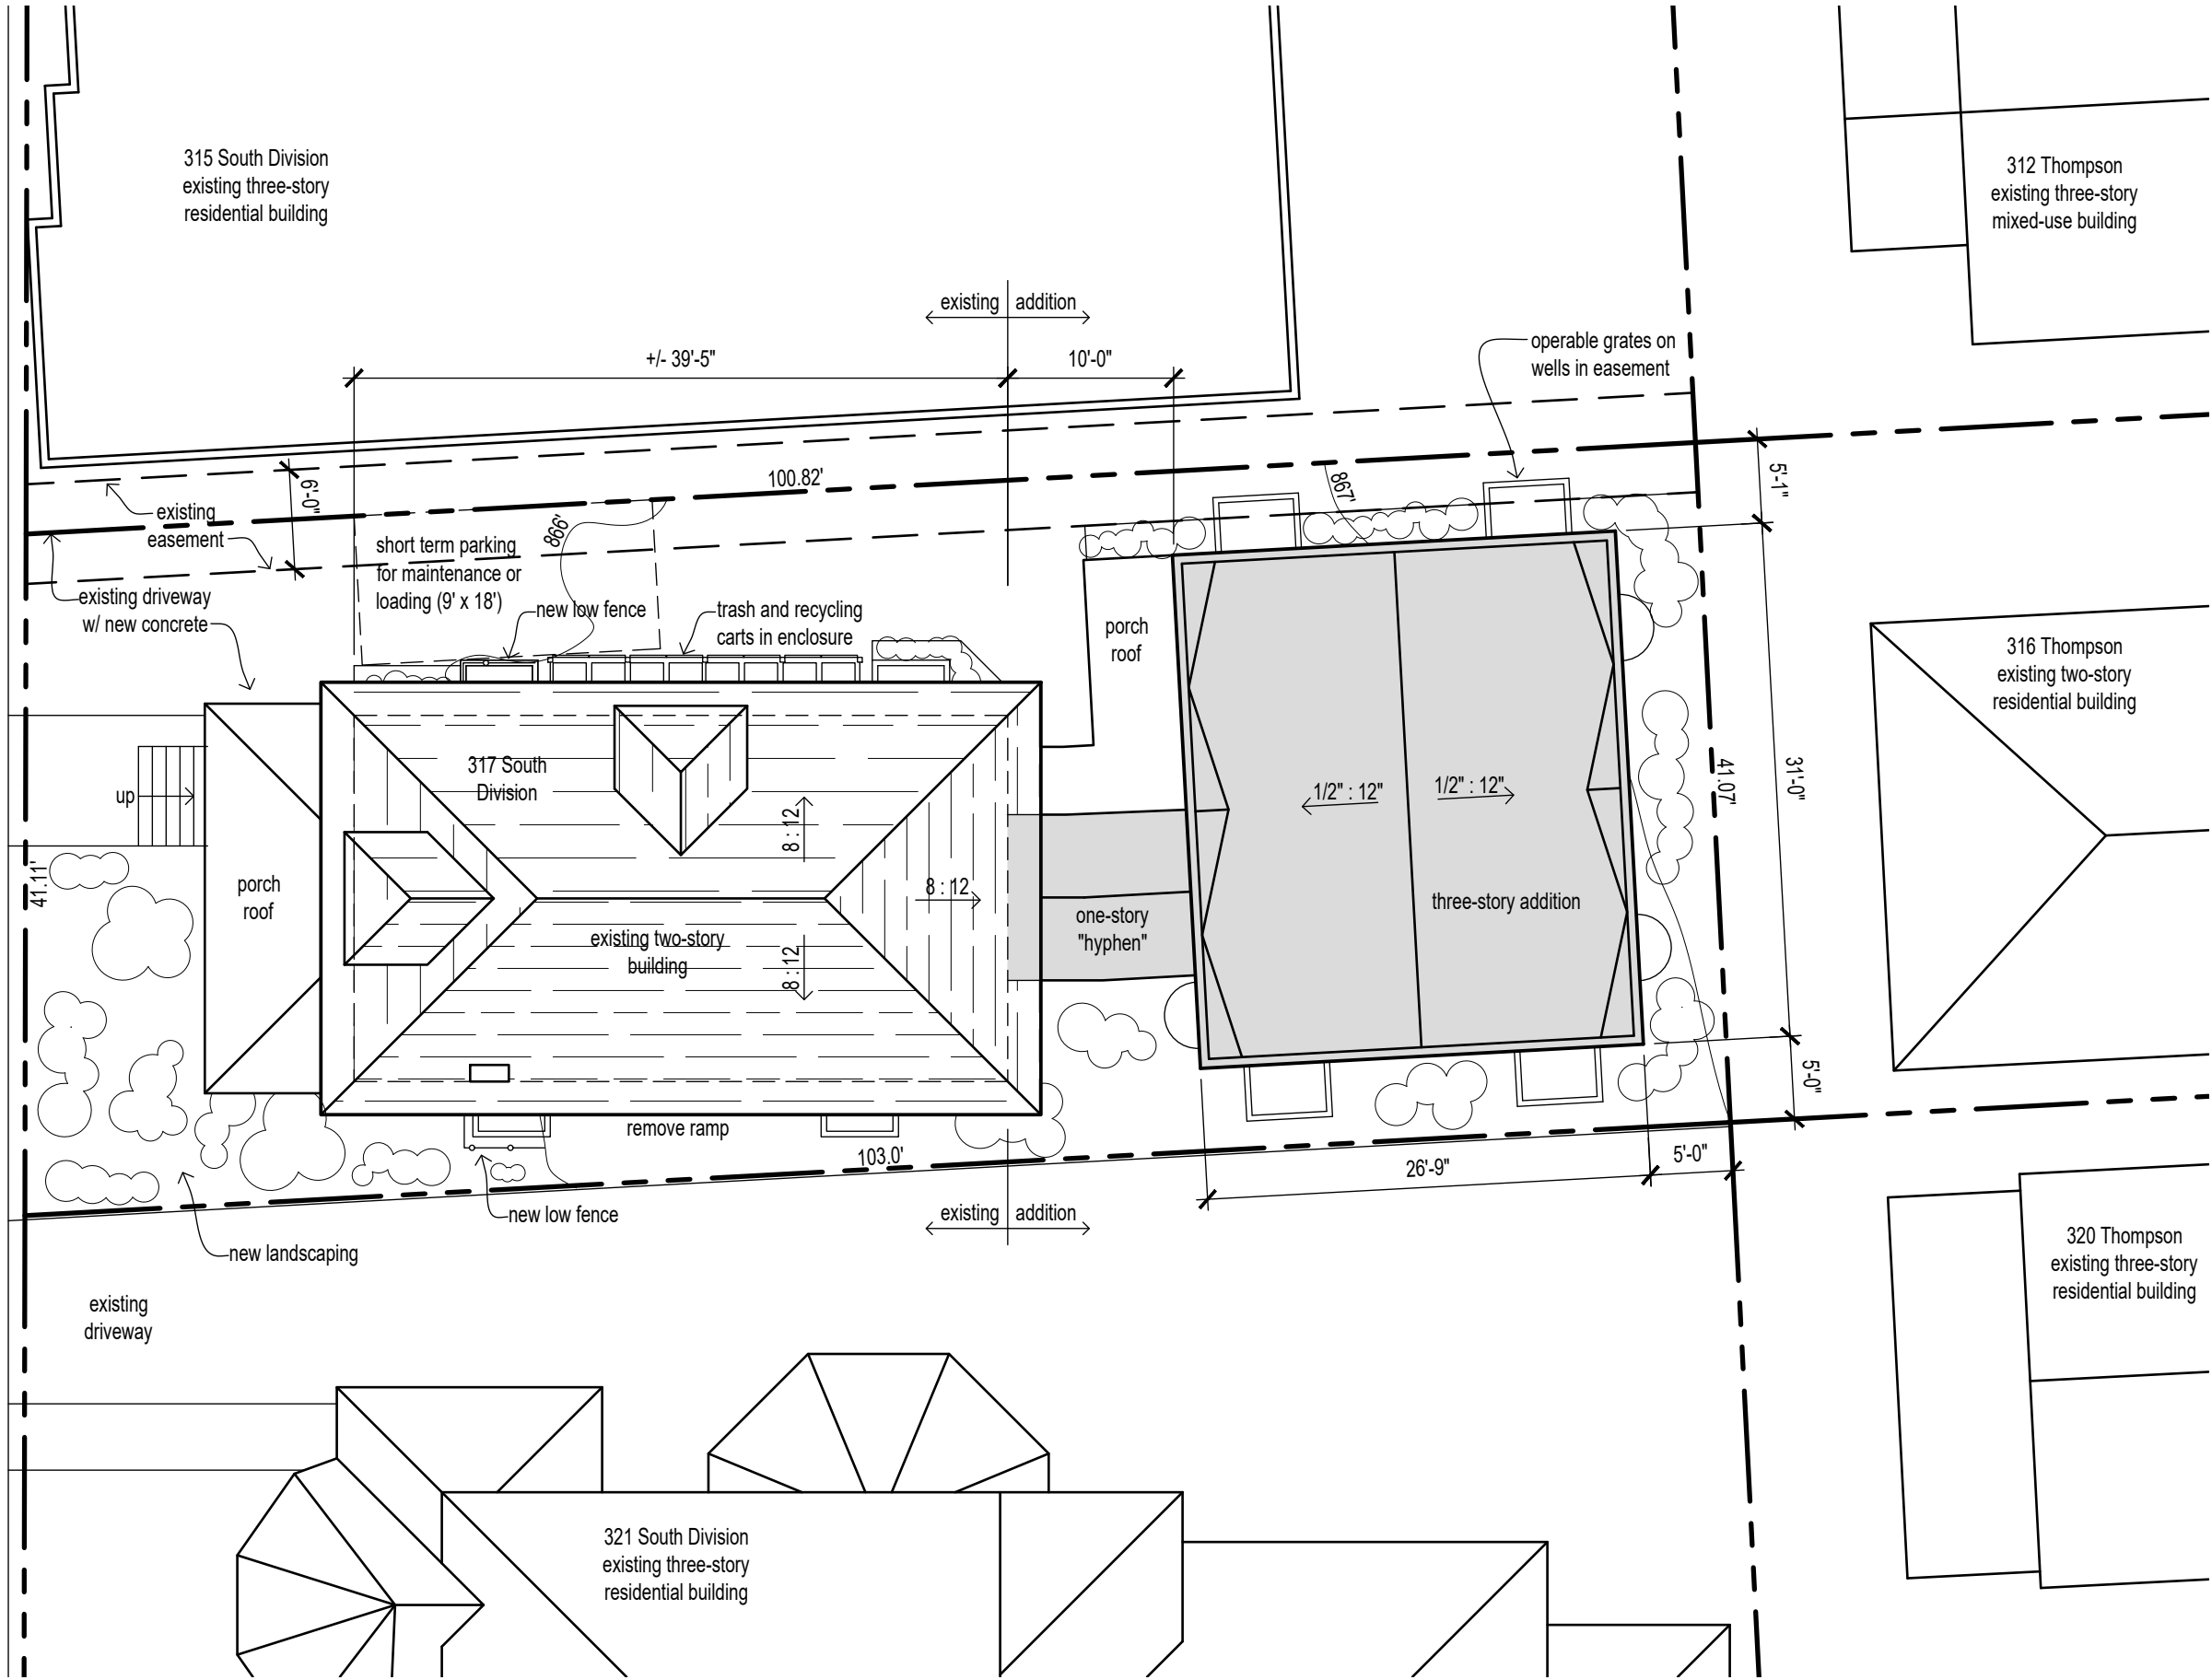 315 South Division
existing three-story
residential building
312 Thompson
existing three-story
mixed-use building
existing
addition
+/- 39'-5"
10'-0"
operable grates on
wells in easement
100.82'
6'-0"
existing
easement
866'
867'
5'-1"
short term parking
for maintenance or
loading (9' x 18')
existing driveway
w/ new concrete
new low fence
trash and recycling
carts in enclosure
porch
roof
316 Thompson
existing two-story
residential building
317 South
Division
up
8 : 12
1/2" : 12"
1/2" : 12"
41.07'
31'-0"
41.11'
porch
roof
8 : 12
three-story addition
one-story
"hyphen"
existing two-story
building
8 : 12
5'-0"
remove ramp
103.0'
26'-9"
5'-0"
new low fence
existing
addition
new landscaping
320 Thompson
existing three-story
residential building
existing
driveway
321 South Division
existing three-story
residential building